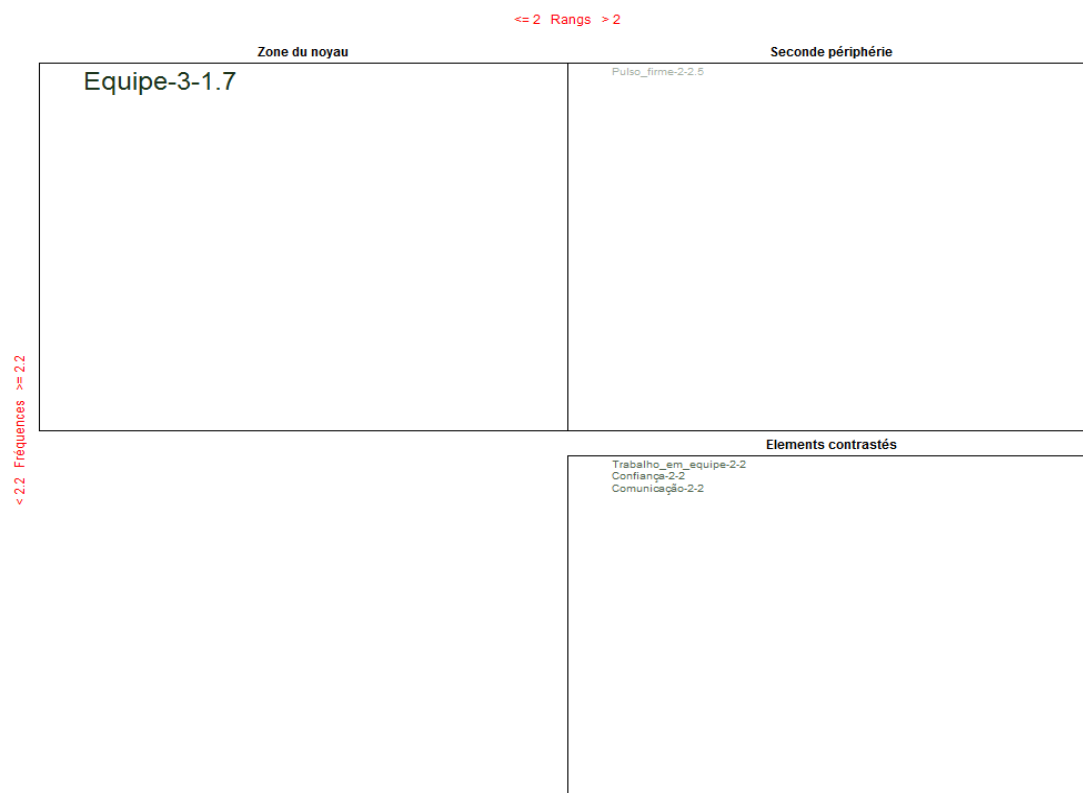 <= 2 Rangs > 2
Zone du noyau
Seconde périphérie
Equipe-3-1.7
Pulso_firme-2-2.5
< 2.2 Fréquences >= 2.2
Elements contrastés
Trabalho_em_equipe-2-2
Confiança-2-2
Comunicação-2-2